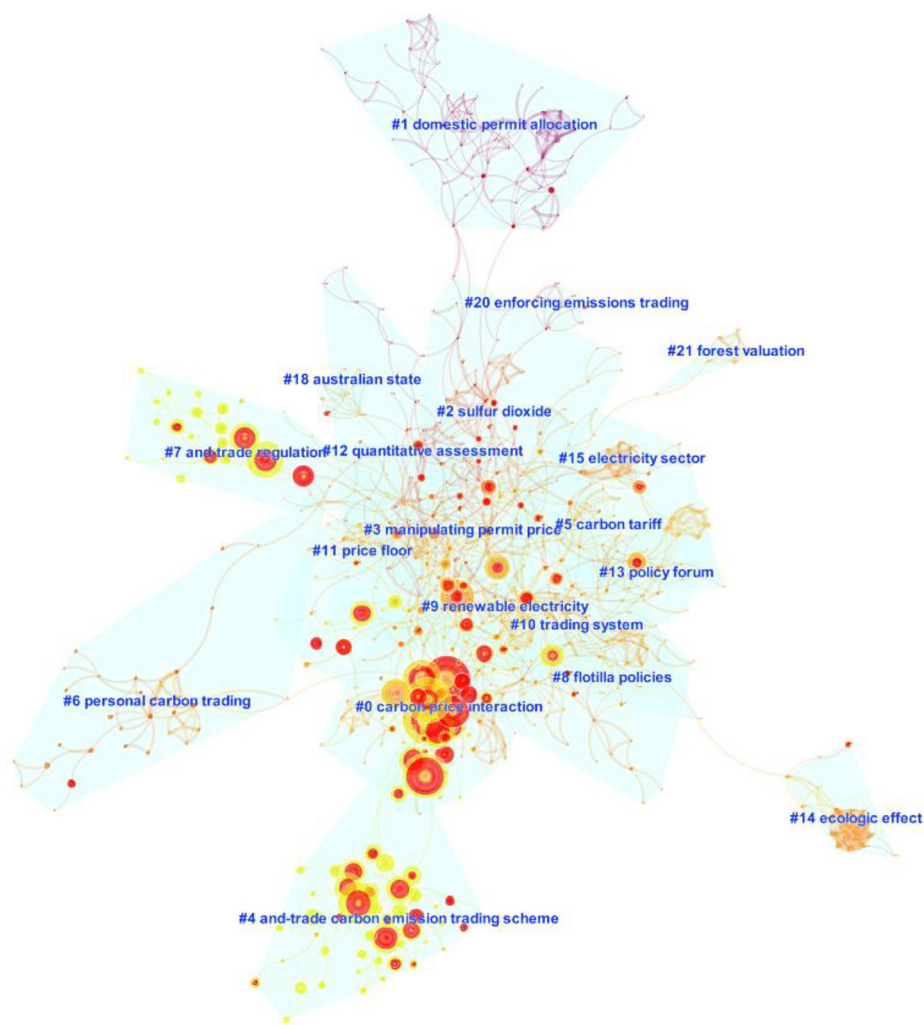 #1 domestic permit allocation
#20 enforcing emissions trading
#21 forest valuation
#18 australian state
#2 sulfur dioxide
#7 and-trade regulation
#12 quantitative assessment
#15 electricity sector
#5 carbon tariff
#3 manipulating permit price
#11 price floor
#13 policy forum
#9 renewable electricity
#10 trading system
#8 flotilla policies
#6 personal carbon trading
#0 carbon price interaction
#14 ecologic effect
#4 and-trade carbon emission trading scheme